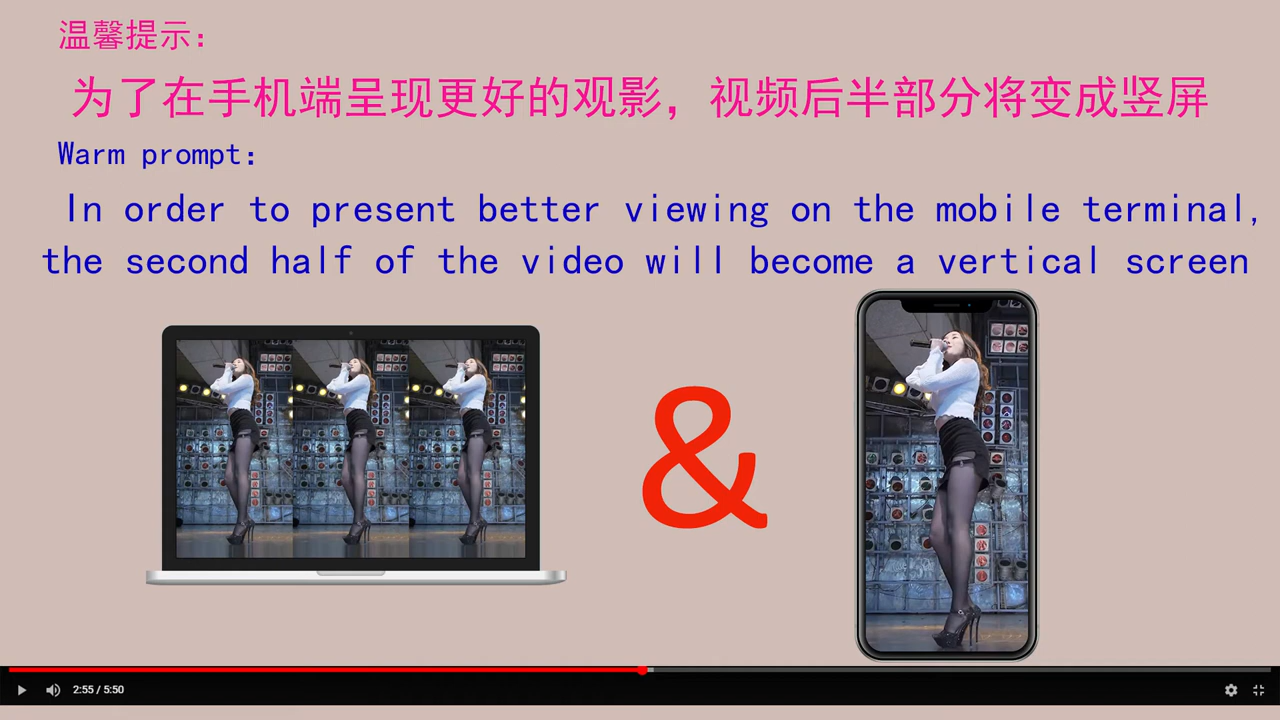 温馨提示：
为了在手机端呈现更好的观影，视频后半部分将变成竖屏
Warm prompt：
In order to present better viewing on the mobile terminal,
the second half of the video will become a vertical screen
&
2:55 / 5:50